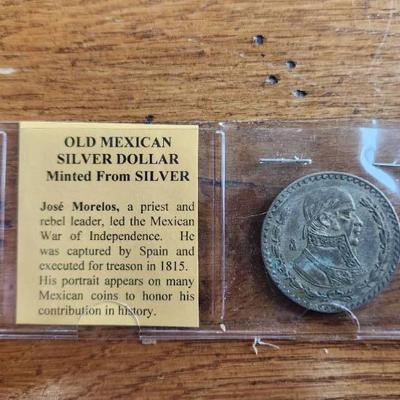 OLD MEXICAN
SILVER DOLLAR
Minted From SILVER
José Morelos, a priest and
rebel leader, led the Mexican
War of Independence. He
was captured by Spain and
executed for treason in 1815.
His portrait appears on many
Mexican coins to honor his
contribution in history.